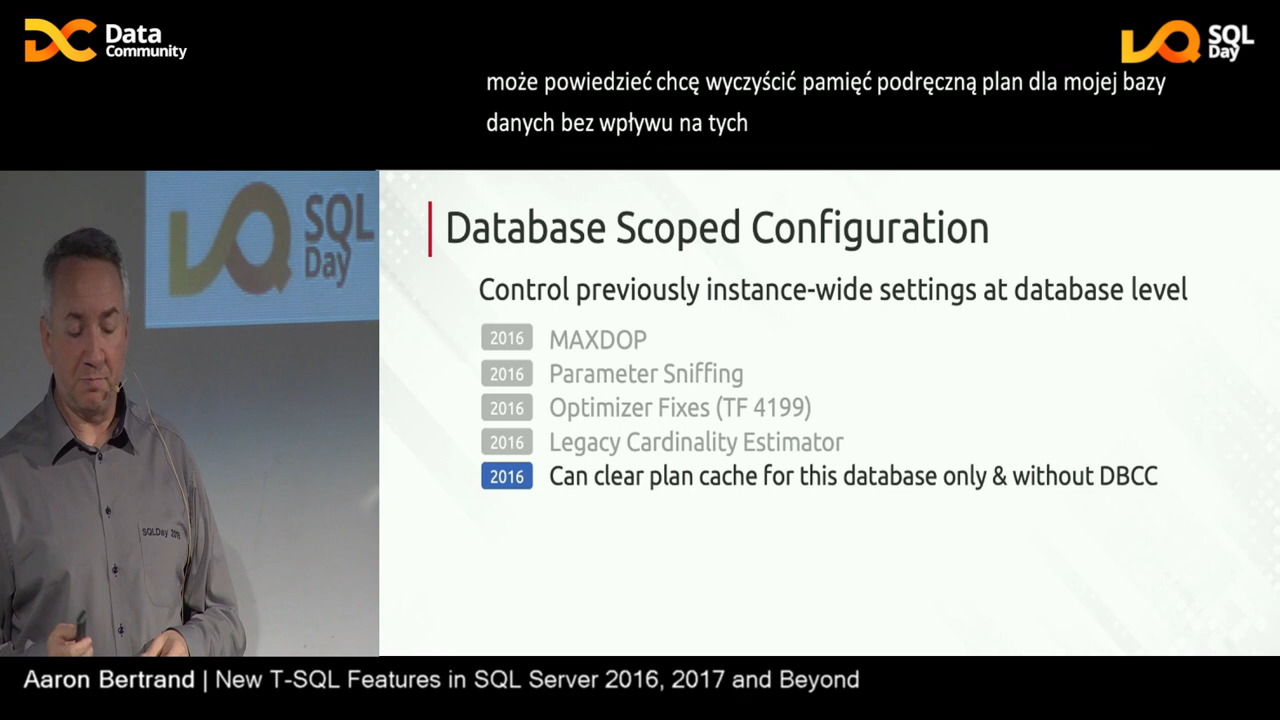 Data
Community
SQL
Day
może powiedzieć chcę wyczyścić pamięć podręczną plan dla mojej bazy
danych bez wpływu na tych
SQL
Day
Database Scoped Configuration
Control previously instance-wide settings at database level
2016 MAXDOP
2016 Parameter Sniffing
2016 Optimizer Fixes (TF 4199)
2016 Legacy Cardinality Estimator
2016 Can clear plan cache for this database only & without DBCC
SQLDay
Aaron Bertrand | New T-SQL Features in SQL Server 2016, 2017 and Beyond